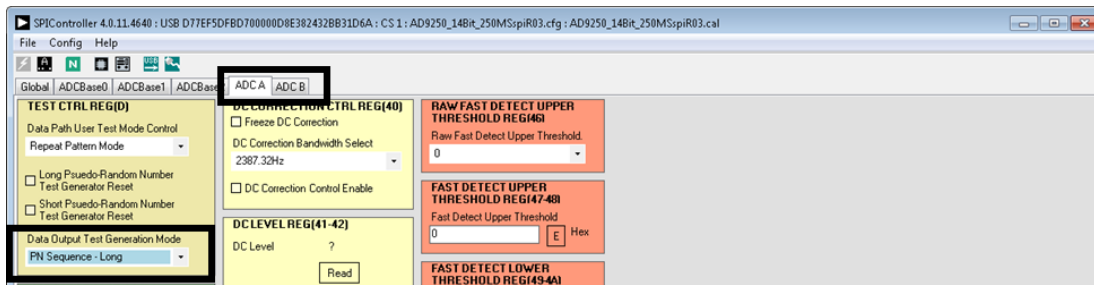 SPIController 4.0.11.4640 : USB D77EF5DFBD700000D8E382432BB31D6A : CS 1 : AD9250_14Bit_250MSspiR03.cfg : AD9250_14Bit_250MSspiR03.cal
File Config Help
Global ADCBase0 ADCBase1 ADCBase ADC A ADC B
TEST CTRL REG(D)
Data Path User Test Mode Control
Repeat Pattern Mode
Long Psuedo-Random Number
Test Generator Reset
Short Psuedo-Random Number
Test Generator Reset
Data Output Test Generation Mode
PN Sequence - Long
DC CORRECTION CTRL REG(40)
Freeze DC Correction
DC Correction Bandwidth Select
2387.32Hz
DC Correction Control Enable
DC LEVEL REG(41-42)
DC Level ?
Read
RAW FAST DETECT UPPER
THRESHOLD REG(46)
Raw Fast Detect Upper Threshold.
0
FAST DETECT UPPER
THRESHOLD REG(47-48)
Fast Detect Upper Threshold
0 E Hex
FAST DETECT LOWER
THRESHOLD REG(49-4A)